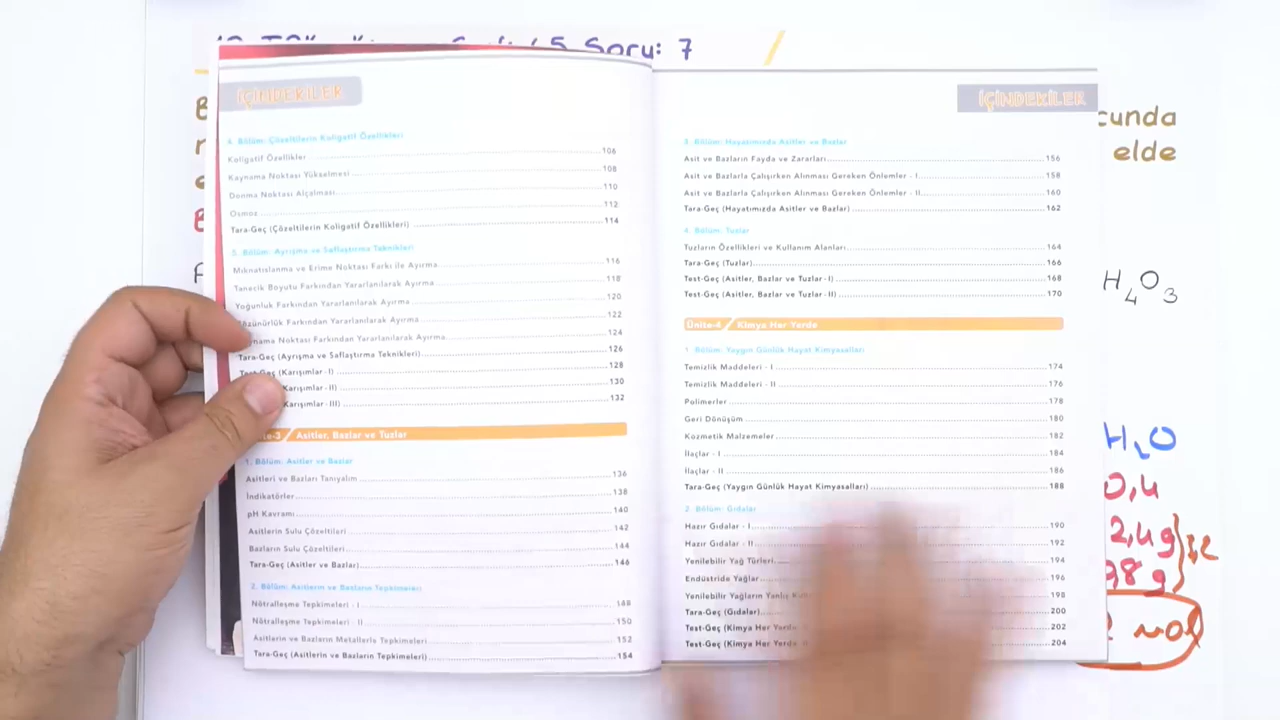 Soru: 7
İÇİNDEKİLER
4. Bölüm: Çözeltilerin Koligatif Özellikleri
Koligatif Özellikler 106
Kaynama Noktası Yükselmesi 108
Donma Noktası Alçalması 110
Osmoz 112
Tara-Geç (Çözeltilerin Koligatif Özellikleri) 114
5. Bölüm: Ayrışma ve Saflaştırma Teknikleri
Mıknatıslanma ve Erime Noktası Farkı ile Ayırma 116
Tanecik Boyutu Farkından Yararlanılarak Ayırma 118
Yoğunluk Farkından Yararlanılarak Ayırma 120
Farkından Yararlanılarak Ayırma 122
Noktası Farkından Yararlanılarak Ayırma 124
Tara-Geç (Ayrışma ve Saflaştırma Teknikleri) 126
Test-Geç (Karışımlar-I) 128
Karışımlar-II) 130
Karışımlar-III) 132
-3 Asitler, Bazlar ve Tuzlar
1. Bölüm: Asitler ve Bazlar
Asitleri ve Bazları Tanıyalım 136
İndikatörler 138
pH Kavramı 140
Asitlerin Sulu Çözeltileri 142
Bazların Sulu Çözeltileri 144
Tara-Geç (Asitler ve Bazlar) 146
2. Bölüm: Asitlerin ve Bazların Tepkimeleri
Nötralleşme Tepkimeleri - I 148
Nötralleşme Tepkimeleri - II 150
Asitlerin ve Bazların Metallerle Tepkimeleri 152
Tara-Geç (Asitlerin ve Bazların Tepkimeleri) 154
İÇİNDEKİLER
3. Bölüm: Hayatımızda Asitler ve Bazlar
Asit ve Bazların Fayda ve Zararları 156
Asit ve Bazlarla Çalışırken Alınması Gereken Önlemler - I 158
Asit ve Bazlarla Çalışırken Alınması Gereken Önlemler - II 160
Tara-Geç (Hayatımızda Asitler ve Bazlar) 162
4. Bölüm: Tuzlar
Tuzların Özellikleri ve Kullanım Alanları 164
Tara-Geç (Tuzlar) 166
Test-Geç (Asitler, Bazlar ve Tuzlar-I) 168
Test-Geç (Asitler, Bazlar ve Tuzlar-II) 170
Ünite-4 Kimya Her Yerde
1. Bölüm: Yaygın Günlük Hayat Kimyasalları
Temizlik Maddeleri - I 174
Temizlik Maddeleri - II 176
Polimerler 178
Geri Dönüşüm 180
Kozmetik Malzemeler 182
İlaçlar - I 184
İlaçlar - II 186
Tara-Geç (Yaygın Günlük Hayat Kimyasalları) 188
2. Bölüm: Gıdalar
Hazır Gıdalar - I 190
Hazır Gıdalar - II 192
Yenilebilir Yağ Türleri 194
Endüstride Yağlar 196
Yenilebilir Yağların Yanlış 198
Tara-Geç (Gıdalar) 200
Test-Geç (Kimya Her Yerde 202
Test-Geç (Kimya Her Yerde 204
cunda
elde
H4O3
H2O
0,4